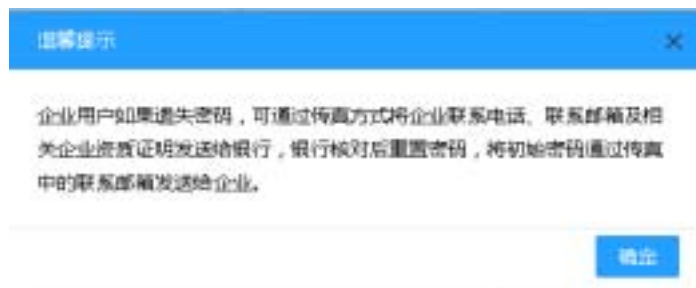 温馨提示
企业用户如果遗失密码，可通过传真方式将企业联系电话、联系邮箱及相
关企业资质证明发送给银行，银行核对后重置密码，将初始密码通过传真
中的联系邮箱发送给企业。
确定